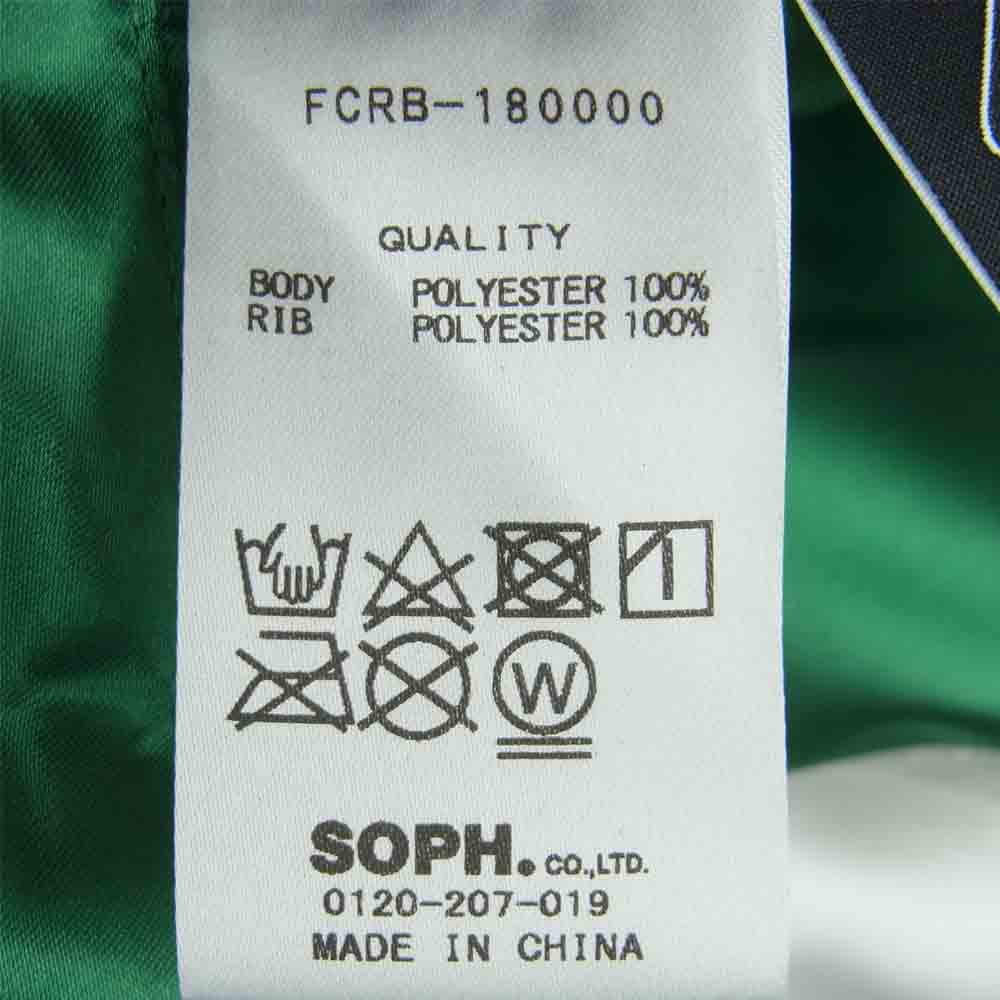 FCRB-180000
QUALITY
BODY POLYESTER 100%
RIB POLYESTER 100%
W
SOPH. CO.,LTD.
0120-207-019
MADE IN CHINA